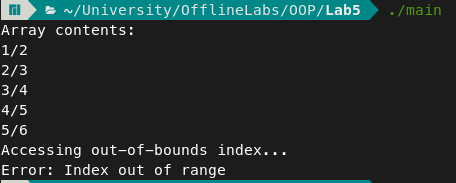 ~/University/OfflineLabs/OOP/Lab5 ./main
Array contents:
1/2
2/3
3/4
4/5
5/6
Accessing out-of-bounds index...
Error: Index out of range